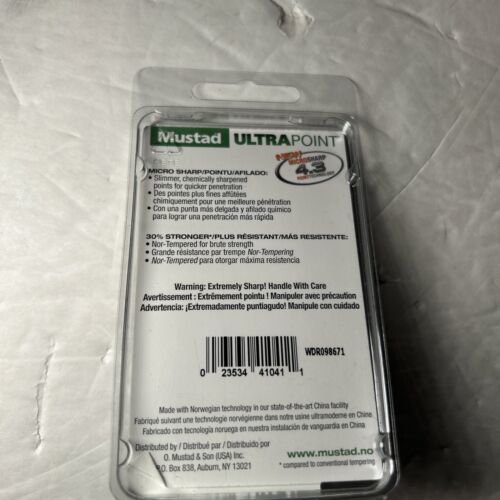 Mustad ULTRAPOINT
NEW!
MICROSHARP
4.3
POINT TECHNOLOGY
MICRO SHARP/POINTU/AFILADO:
• Slimmer, chemically sharpened
points for quicker penetration
• Des pointes plus fines affûtées
chimiquement pour une meilleure pénétration
• Con una punta más delgada y afilado químico
para lograr una penetración más rápida
30% STRONGER*/PLUS RÉSISTANT/MÁS RESISTENTE:
• Nor-Tempered for brute strength
• Grande résistance par trempe Nor-Tempering
• Nor-Tempered para otorgar máxima resistencia
Warning: Extremely Sharp! Handle With Care
Avertissement : Extrêmement pointu ! Manipuler avec précaution
Advertencia: ¡Extremadamente puntiagudo! Manipule con cuidado
WDR098671
0 23534 41041 1
Made with Norwegian technology in our state-of-the-art China facility
Fabriqué suivant une technologie norvégienne dans notre usine ultramoderne en Chine
Fabricado con tecnología noruega en nuestra instalación de vanguardia en China
Distributed by / Distribué par / Distribuido por
O. Mustad & Son (USA) Inc.
P.O. Box 838, Auburn, NY 13021
www.mustad.no
* compared to conventional tempering